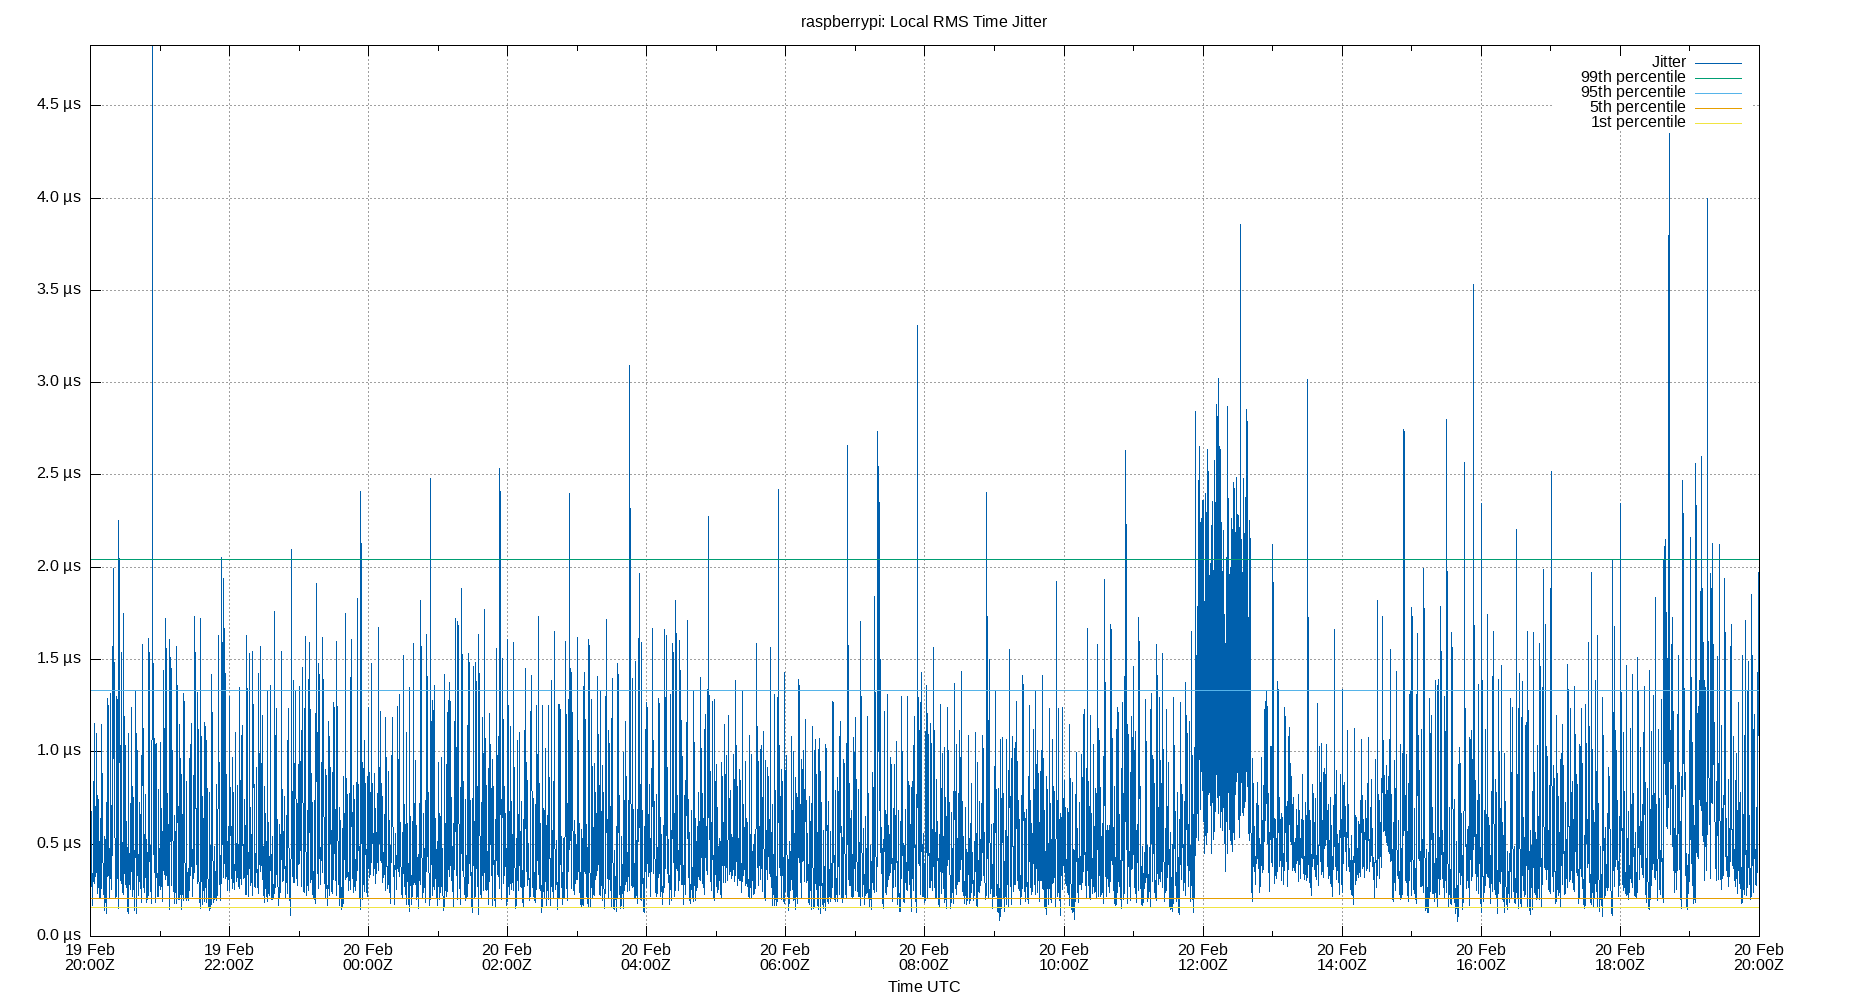 raspberrypi: Local RMS Time Jitter
Jitter
99th percentile
95th percentile
5th percentile
1st percentile
4.5 µs
4.0 µs
3.5 µs
3.0 µs
2.5 µs
2.0 µs
1.5 µs
1.0 µs
0.5 µs
0.0 µs
19 Feb 19 Feb 20 Feb 20 Feb 20 Feb 20 Feb 20 Feb 20 Feb 20 Feb 20 Feb 20 Feb 20 Feb 20 Feb
20:00Z 22:00Z 00:00Z 02:00Z 04:00Z 06:00Z 08:00Z 10:00Z 12:00Z 14:00Z 16:00Z 18:00Z 20:00Z
Time UTC